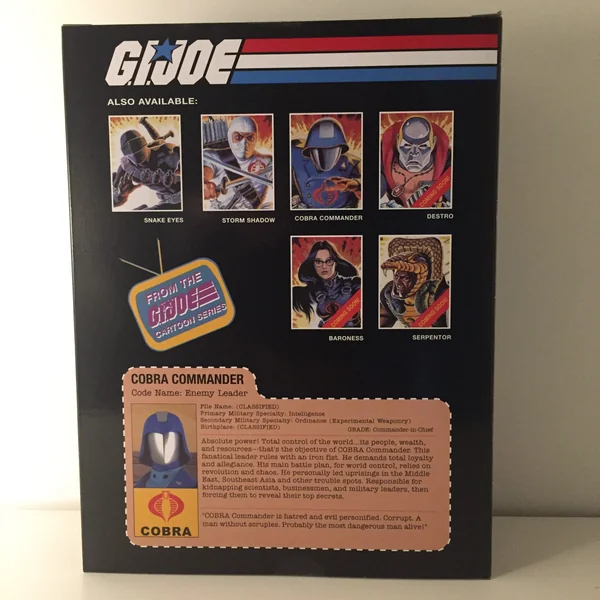 G.I.JOE
ALSO AVAILABLE:
SNAKE EYES
STORM SHADOW
COBRA COMMANDER
COMING SOON
DESTRO
FROM THE
G.I.JOE
CARTOON SERIES
COMING SOON
BARONESS
COMING SOON
SERPENTOR
COBRA COMMANDER
Code Name: Enemy Leader
File Name: (CLASSIFIED)
Primary Military Specialty: Intelligence
Secondary Military Specialty: Ordinance (Experimental Weaponry)
Birthplace: (CLASSIFIED) GRADE: Commander-in-Chief
Absolute power! Total control of the world...its people, wealth,
and resources—that's the objective of COBRA Commander. This
fanatical leader rules with an iron fist. He demands total loyalty
and allegiance. His main battle plan, for world control, relies on
revolution and chaos. He personally led uprisings in the Middle
East, Southeast Asia and other trouble spots. Responsible for
kidnapping scientists, businessmen, and military leaders, then
forcing them to reveal their top secrets.
"COBRA Commander is hatred and evil personified. Corrupt. A
man without scruples. Probably the most dangerous man alive!"
COBRA